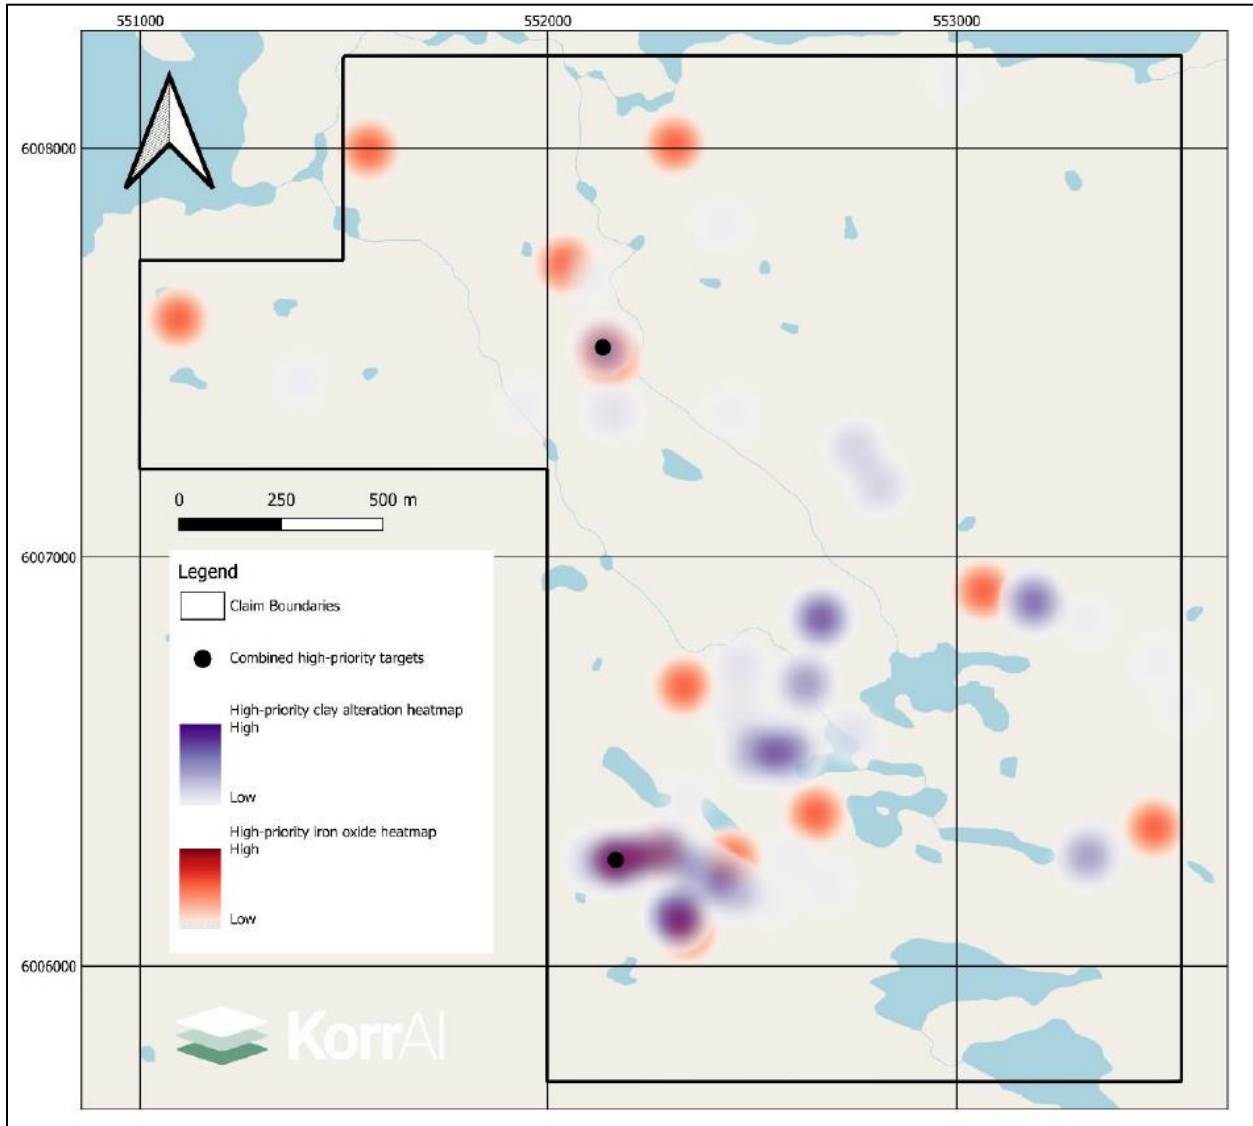 551000 552000 553000
6008000
6007000
6006000
0 250 500 m
Legend
Claim Boundaries
Combined high-priority targets
High-priority clay alteration heatmap
High
Low
High-priority iron oxide heatmap
High
Low
KorrAI